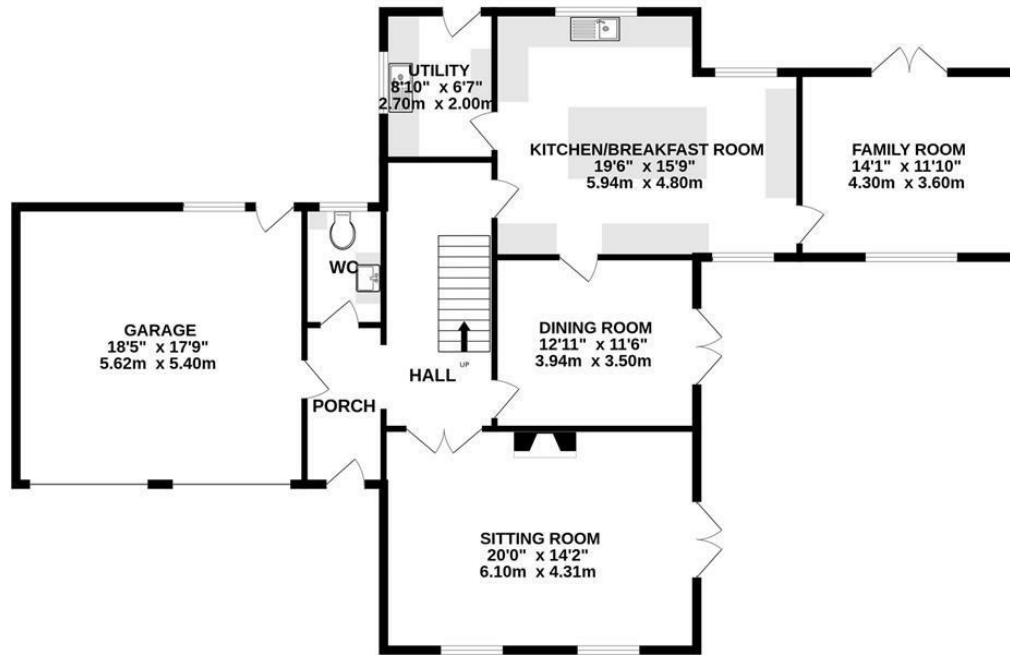 UTILITY
8'10" x 6'7"
2.70m x 2.00m
KITCHEN/BREAKFAST ROOM
19'6" x 15'9"
5.94m x 4.80m
FAMILY ROOM
14'1" x 11'10"
4.30m x 3.60m
WC
GARAGE
18'5" x 17'9"
5.62m x 5.40m
DINING ROOM
12'11" x 11'6"
3.94m x 3.50m
HALL
UP
PORCH
SITTING ROOM
20'0" x 14'2"
6.10m x 4.31m